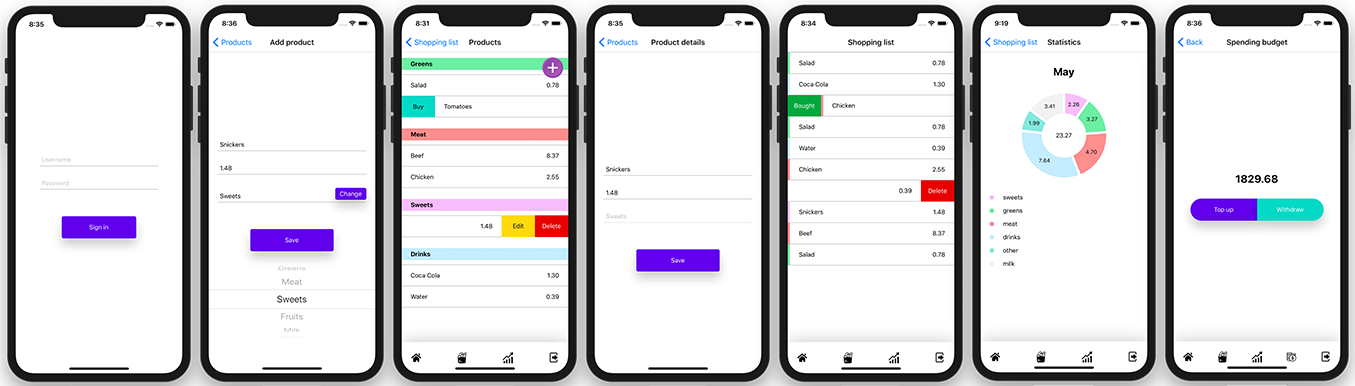 8:35
Username
Password
Sign in
8:36
Products
Add product
Snickers
1.48
Sweets
Change
Save
Greens
Meat
Sweets
Fruits
Milk
8:31
Shopping list
Products
Greens
+
Salad 0.78
Buy Tomatoes
Meat
Beef 8.37
Chicken 2.55
Sweets
1.48 Edit Delete
Drinks
Coca Cola 1.30
Water 0.39
8:35
Products
Product details
Snickers
1.48
Sweets
Save
8:34
Shopping list
Salad 0.78
Coca Cola 1.30
Bought Chicken
Salad 0.78
Water 0.39
Chicken 2.55
0.39 Delete
Snickers 1.48
Beef 8.37
Salad 0.78
9:19
Shopping list
Statistics
May
3.41
2.26
1.99
3.27
23.27
7.64
4.70
sweets
greens
meat
drinks
other
milk
8:36
Back
Spending budget
1829.68
Top up
Withdraw